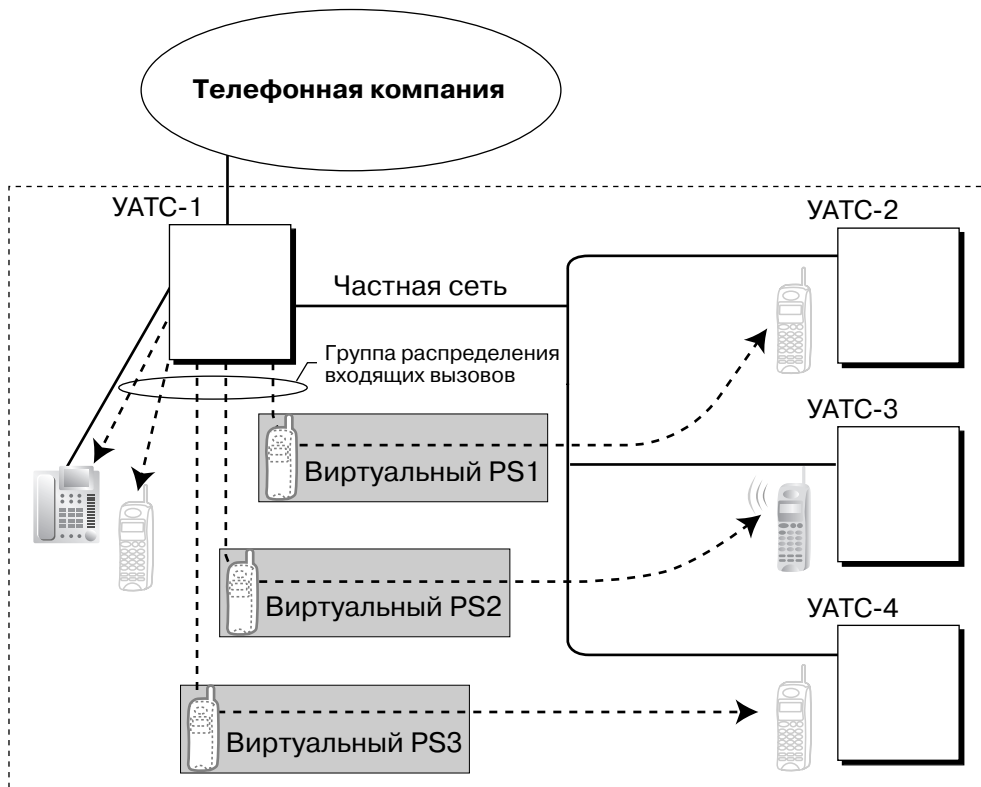 Телефонная компания
УАТС-1
УАТС-2
Частная сеть
Группа распределения
входящих вызовов
УАТС-3
Виртуальный PS1
Виртуальный PS2
УАТС-4
Виртуальный PS3